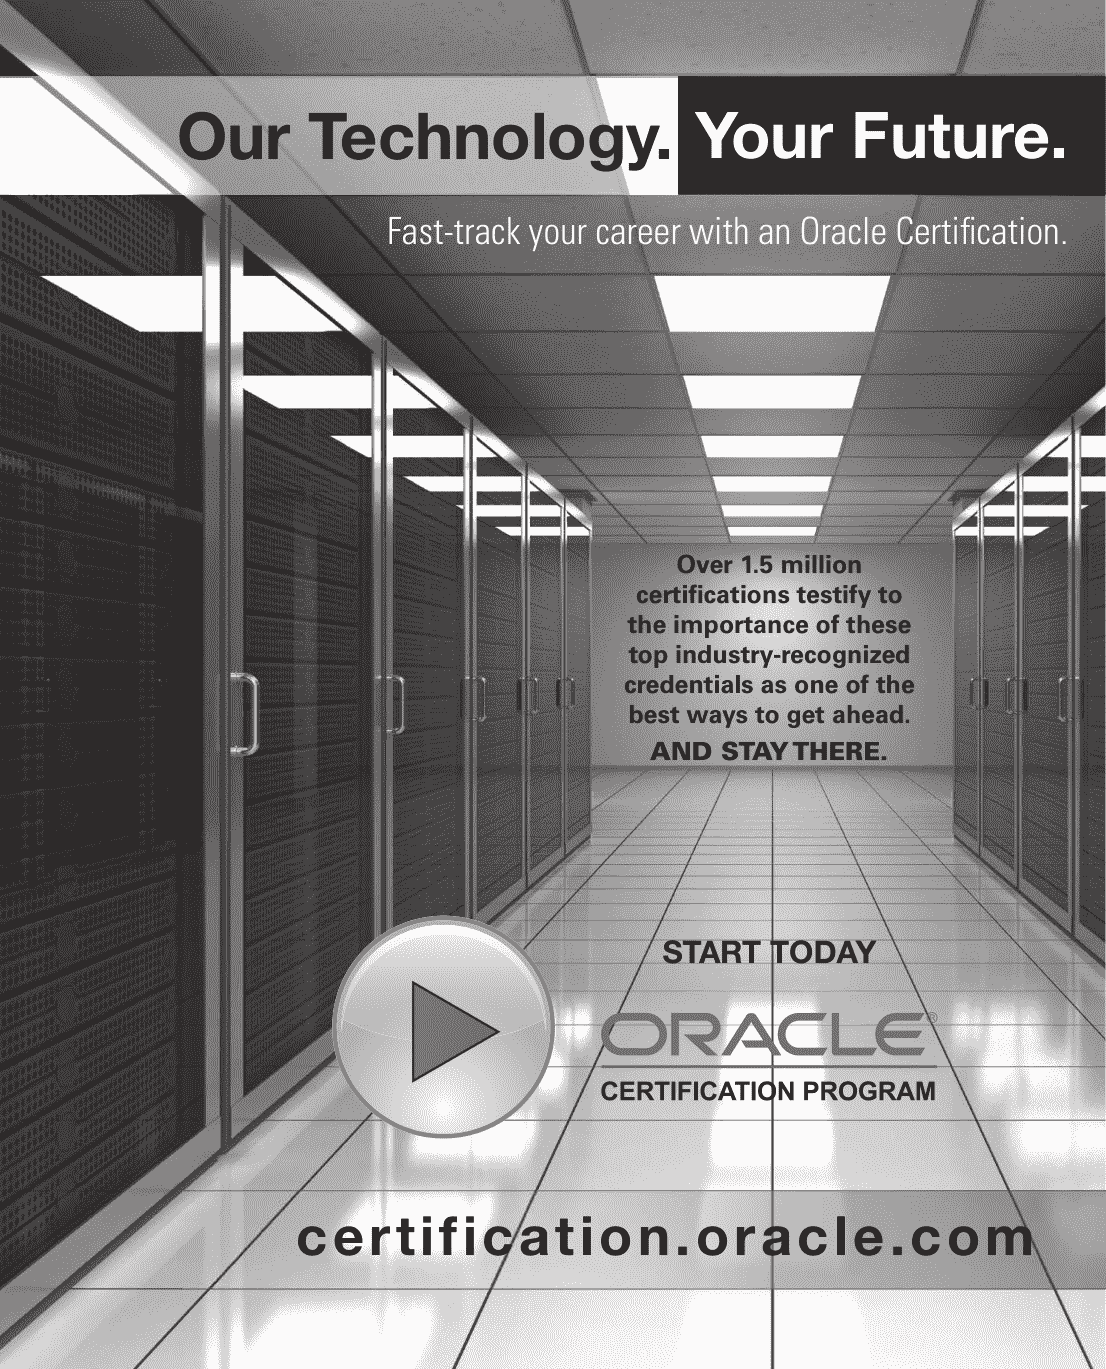 Our Technology. Your Future.
Fast-track your career with an Oracle Certification.
Over 1.5 million
certifications testify to
the importance of these
top industry-recognized
credentials as one of the
best ways to get ahead.
AND STAY THERE.
START TODAY
ORACLE®
CERTIFICATION PROGRAM
certification.oracle.com